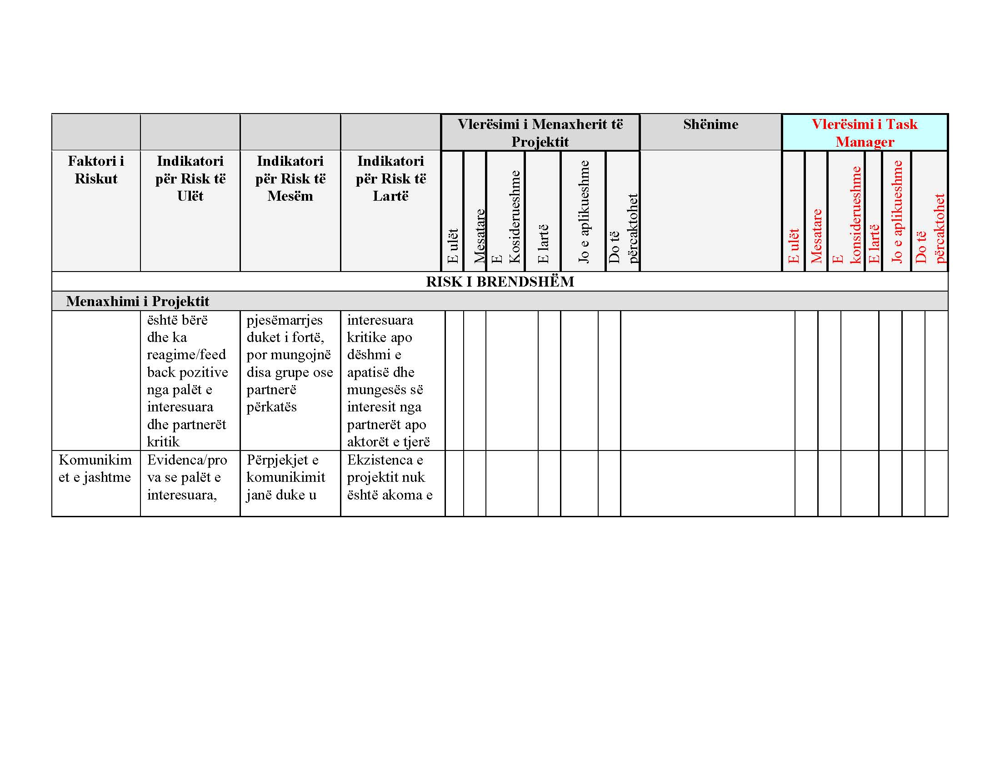 Vlerësimi i Menaxherit të
Projektit
Shënime
Vlerësimi i Task
Manager
Faktori i
Riskut
Indikatori
për Risk të
Ulët
Indikatori
për Risk të
Mesëm
Indikatori
për Risk të
Lartë
E ulët
Mesatare
E
Kosiderueshme
E lartë
Jo e aplikueshme
Do të
përcaktohet
E ulët
Mesatare
E
konsiderueshme
E lartë
Jo e aplikueshme
Do të
përcaktohet
RISK I BRENDSHËM
Menaxhimi i Projektit
është bërë
dhe ka
reagime/feed
back pozitive
nga palët e
interesuara
dhe partnerët
kritik
pjesëmarrjes
duket i fortë,
por mungojnë
disa grupe ose
partnerë
përkatës
interesuara
kritike apo
dëshmi e
apatisë dhe
mungesës së
interesit nga
partnerët apo
aktorët e tjerë
Komunikim
et e jashtme
Evidenca/pro
va se palët e
interesuara,
Përpjekjet e
komunikimit
janë duke u
Ekzistenca e
projektit nuk
është akoma e